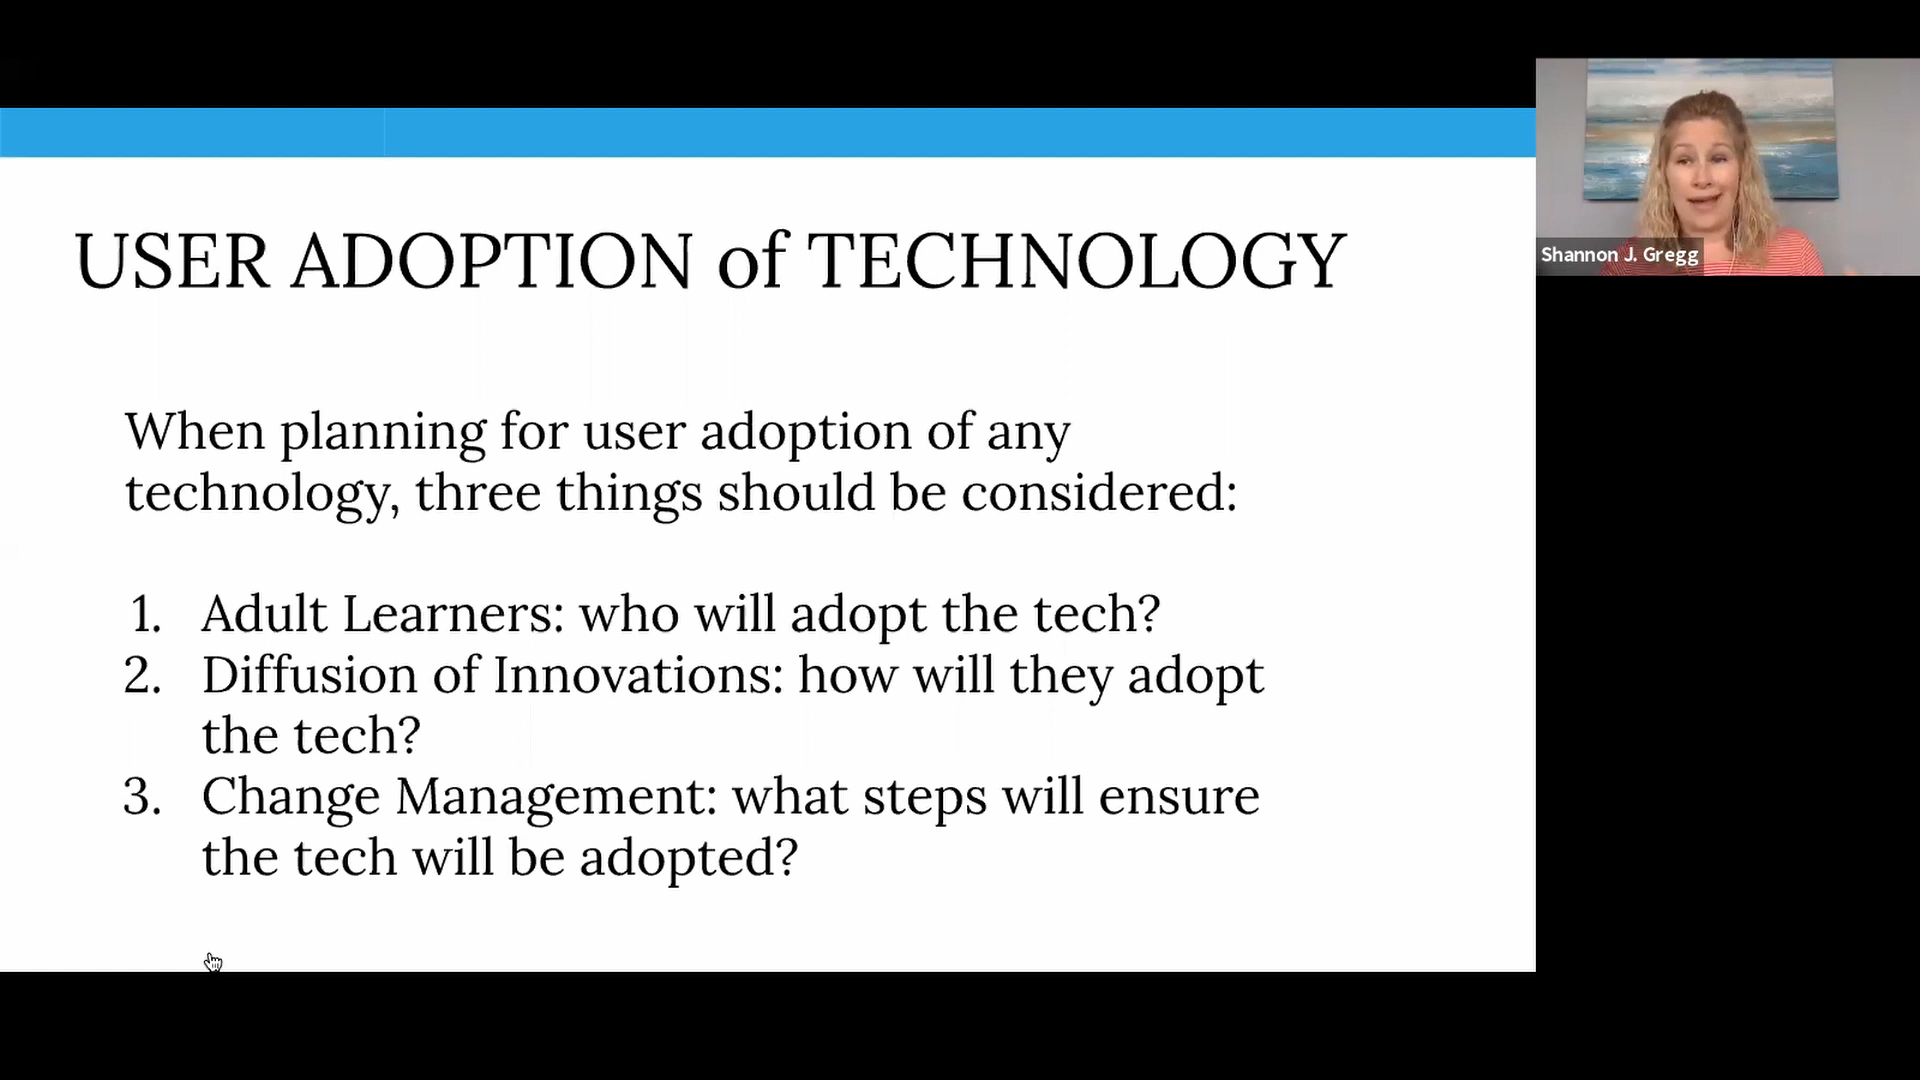 USER ADOPTION of TECHNOLOGY
When planning for user adoption of any
technology, three things should be considered:
1. Adult Learners: who will adopt the tech?
2. Diffusion of Innovations: how will they adopt
the tech?
3. Change Management: what steps will ensure
the tech will be adopted?
Shannon J. Gregg